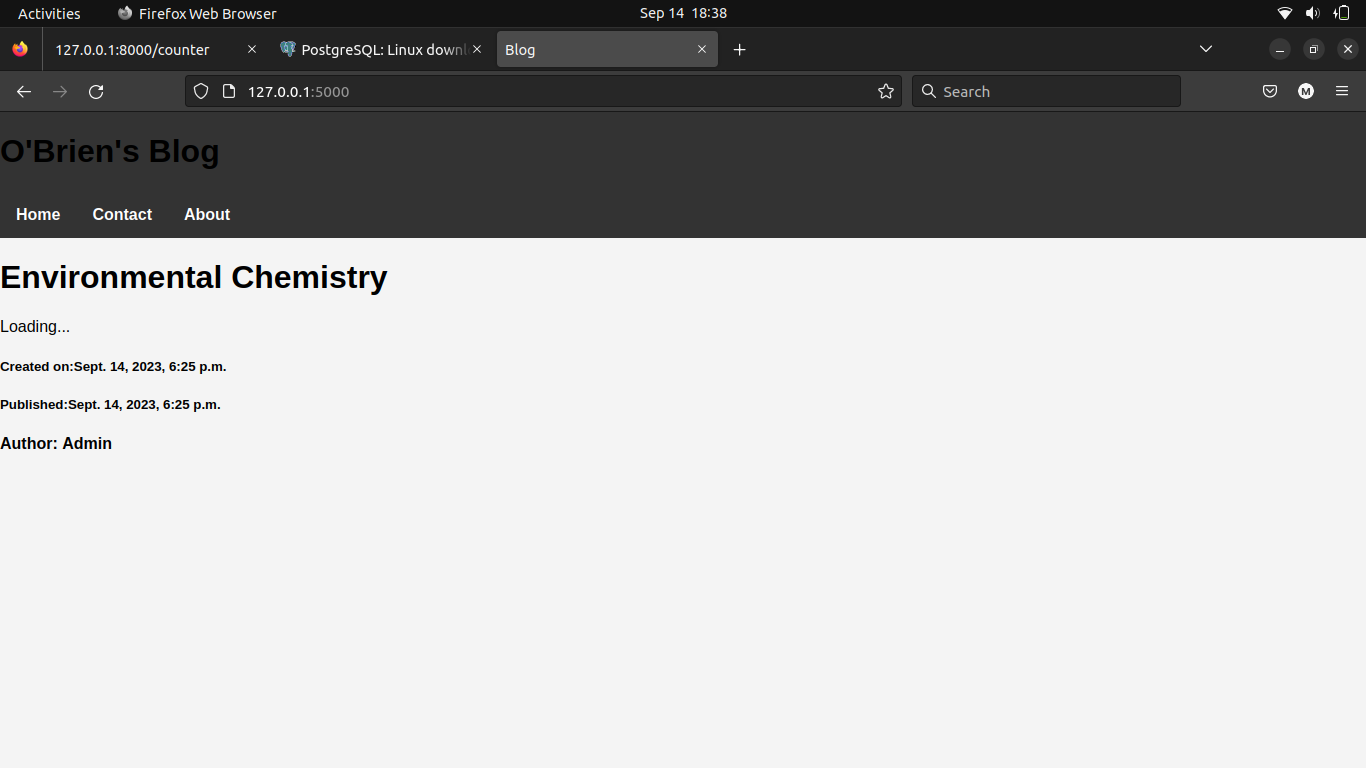 Activities Firefox Web Browser Sep 14 18:38
127.0.0.1:8000/counter PostgreSQL: Linux downl Blog
127.0.0.1:5000 Search M
O'Brien's Blog
Home Contact About
Environmental Chemistry
Loading...
Created on:Sept. 14, 2023, 6:25 p.m.
Published:Sept. 14, 2023, 6:25 p.m.
Author: Admin